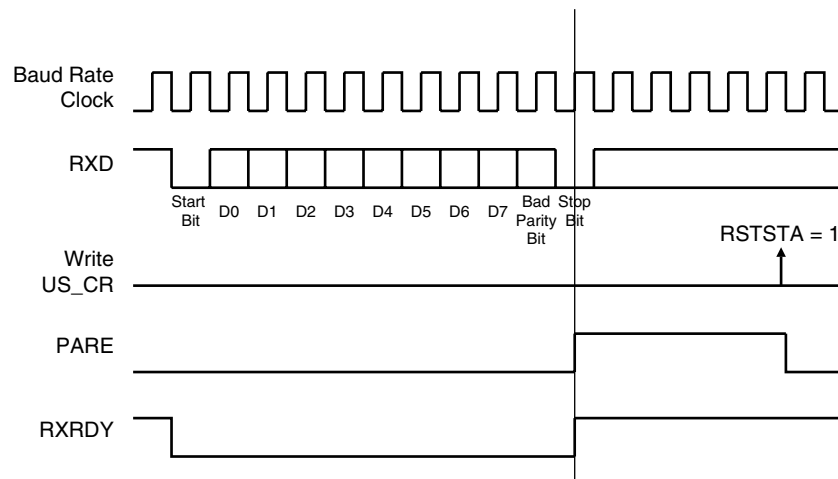 Baud Rate
Clock
RXD
Start
Bit
D0 D1 D2 D3 D4 D5 D6 D7
Bad
Parity
Bit
Stop
Bit
RSTSTA = 1
Write
US_CR
PARE
RXRDY